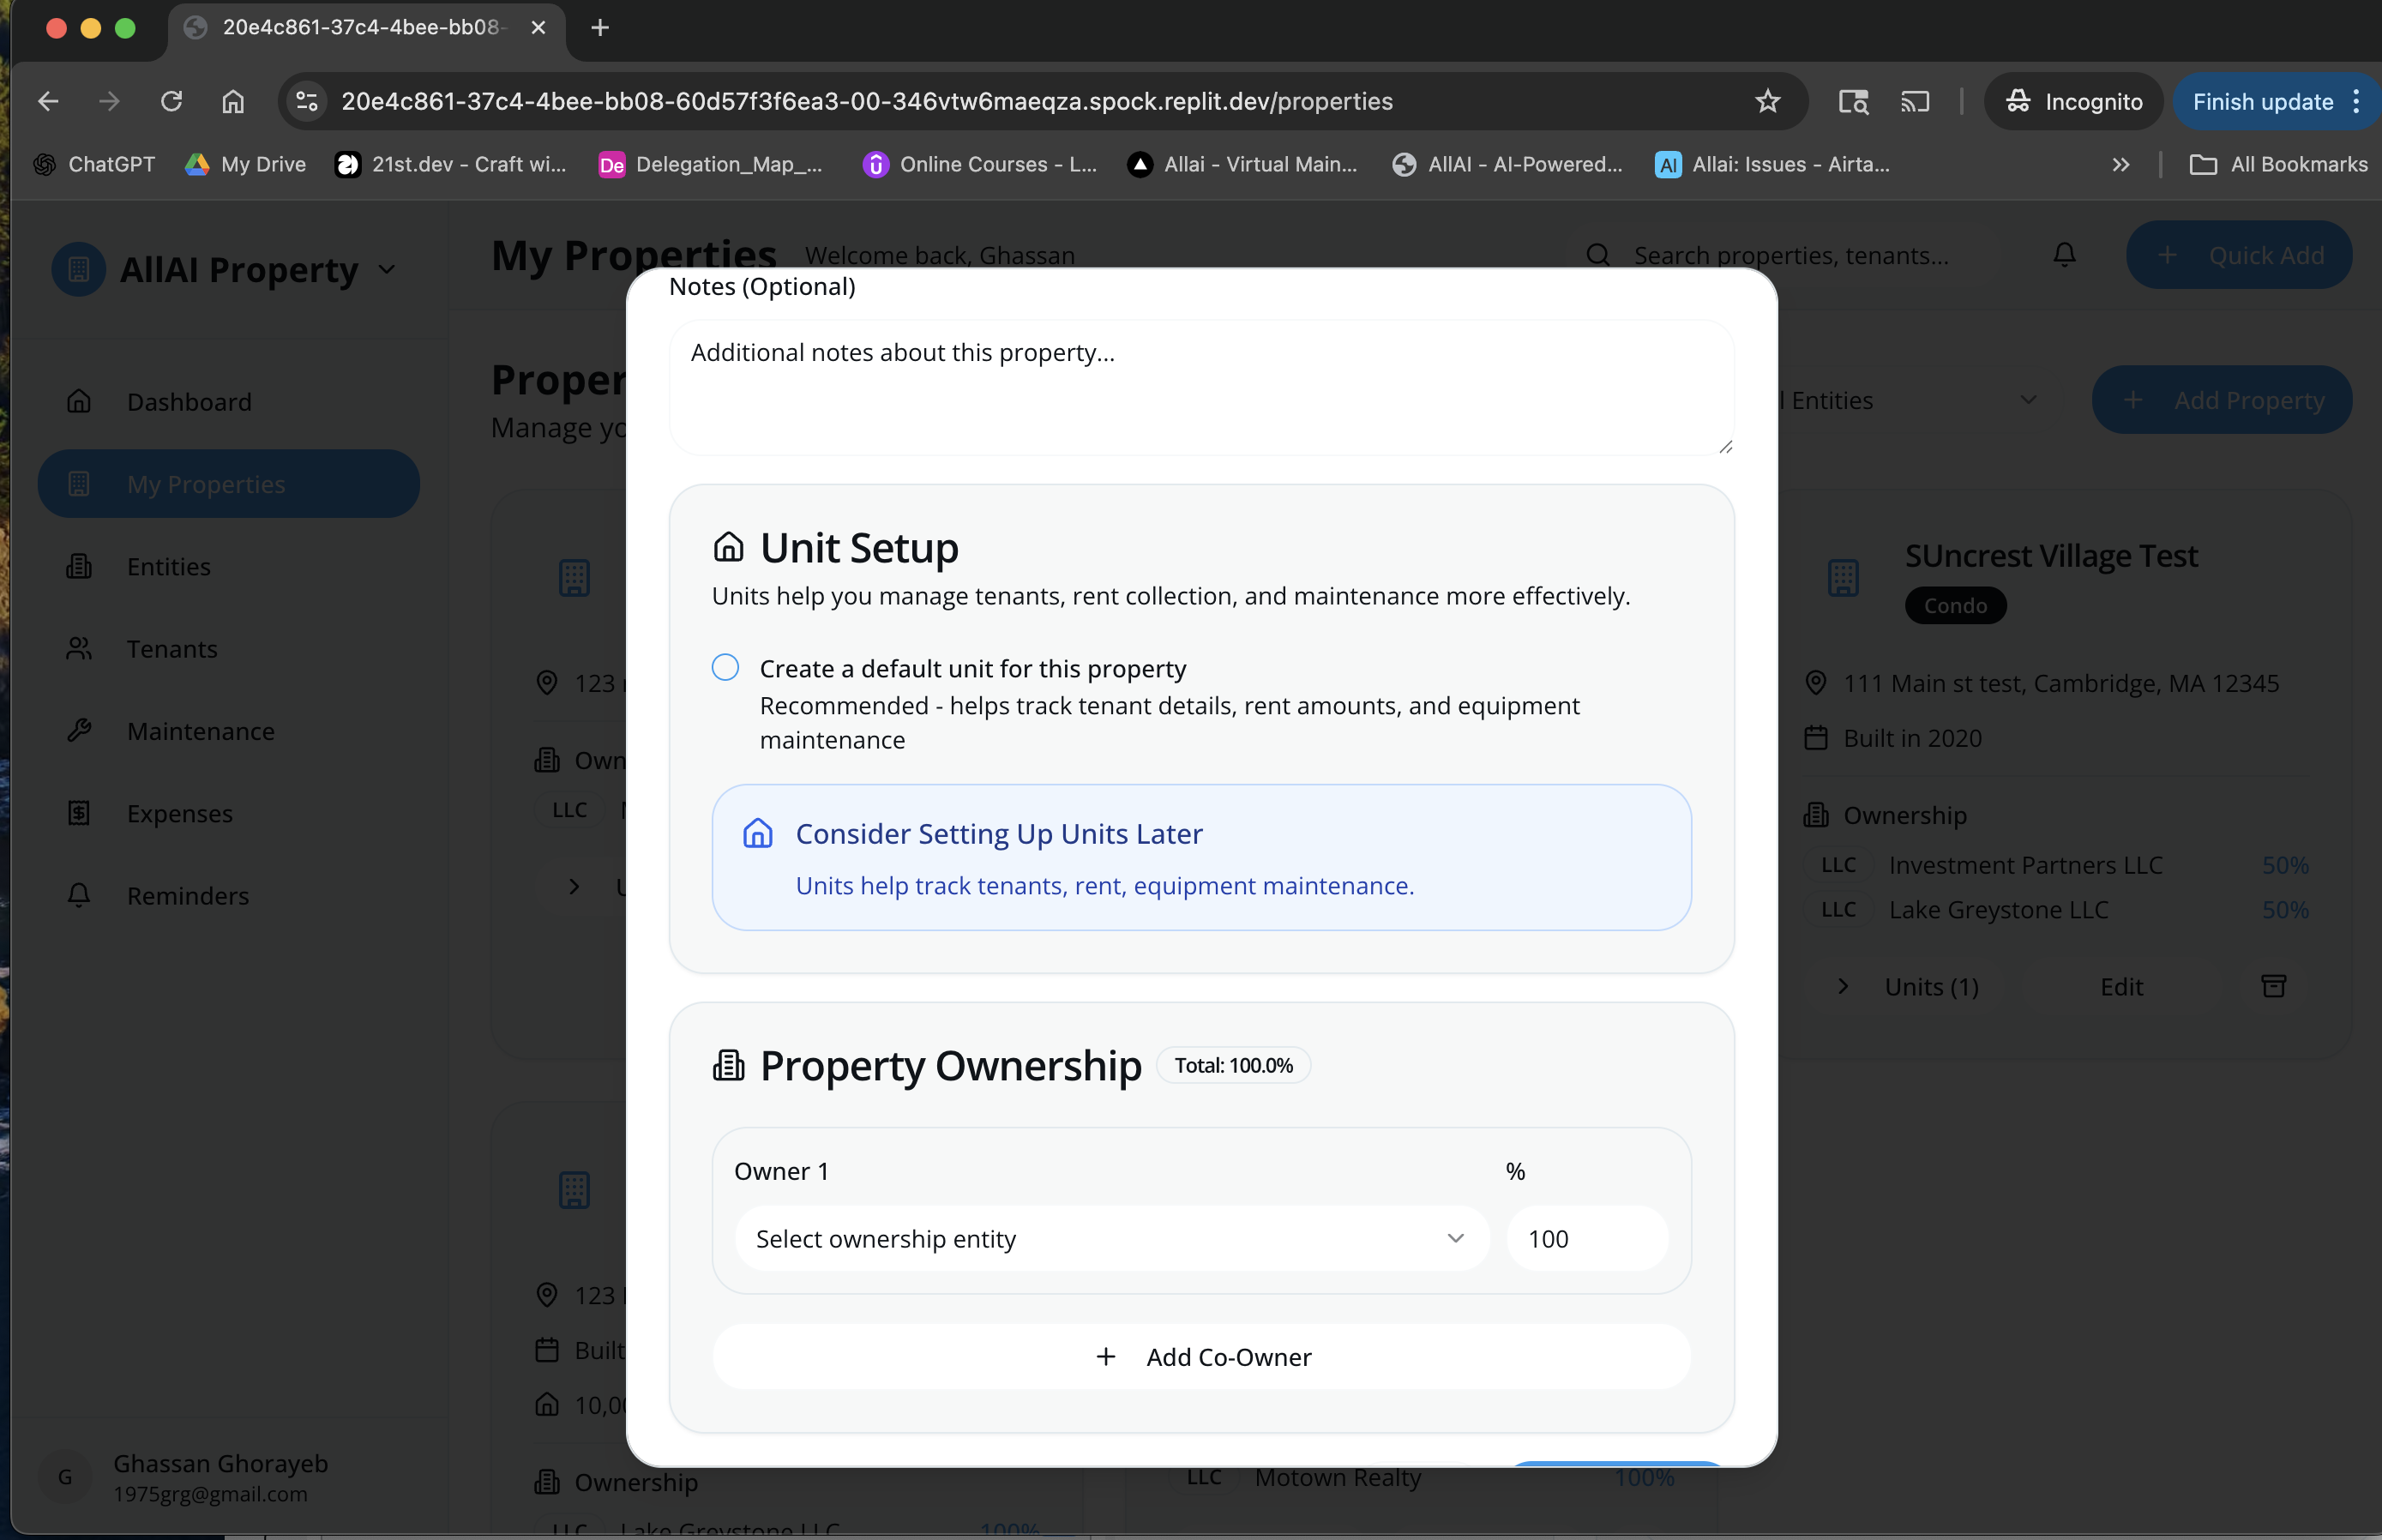 20e4c861-37c4-4bee-bb08-
20e4c861-37c4-4bee-bb08-60d57f3f6ea3-00-346vtw6maeqza.spock.replit.dev/properties
Incognito
Finish update
ChatGPT
My Drive
21st.dev - Craft wi...
De
Delegation_Map_...
Online Courses - L...
Allai - Virtual Main...
AllAI - AI-Powered...
AI
Allai: Issues - Airta...
All Bookmarks
AllAI Property
My Properties
Welcome back, Ghassan
Search properties, tenants...
Quick Add
Dashboard
My Properties
Entities
Tenants
Maintenance
Expenses
Reminders
G
Ghassan Ghorayeb
1975grg@gmail.com
Proper
Manage yo
l Entities
Add Property
123
Own
LLC
123
Built
10,00
Ownership
LLC Lake Greystone LLC 100%
Notes (Optional)
Additional notes about this property...
Unit Setup
Units help you manage tenants, rent collection, and maintenance more effectively.
Create a default unit for this property
Recommended - helps track tenant details, rent amounts, and equipment
maintenance
Consider Setting Up Units Later
Units help track tenants, rent, equipment maintenance.
Property Ownership
Total: 100.0%
Owner 1
%
Select ownership entity
100
Add Co-Owner
LLC Motown Realty 100%
SUncrest Village Test
Condo
111 Main st test, Cambridge, MA 12345
Built in 2020
Ownership
LLC Investment Partners LLC 50%
LLC Lake Greystone LLC 50%
Units (1)
Edit